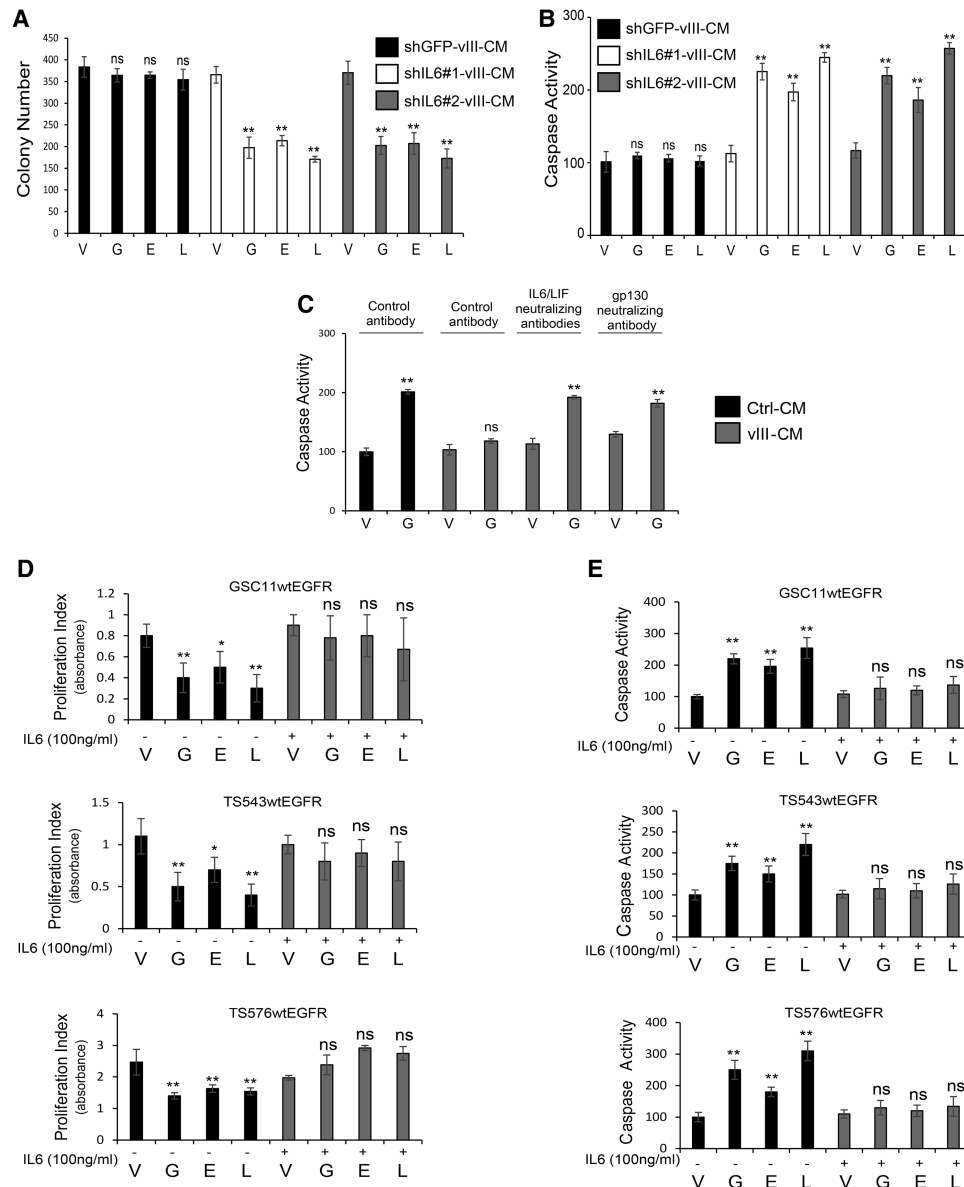 A
Colony Number
450
400
350
300
250
200
150
100
50
0
ns ns ns
** ** **
** ** **
V G E L V G E L V G E L
shGFP-vIII-CM
shIL6#1-vIII-CM
shIL6#2-vIII-CM
B
Caspase Activity
300
200
100
0
shGFP-vIII-CM
shIL6#1-vIII-CM
shIL6#2-vIII-CM
ns ns ns
** ** **
** ** **
V G E L V G E L V G E L
C
Caspase Activity
300
200
100
0
Control antibody
Control antibody
IL6/LIF neutralizing antibodies
gp130 neutralizing antibody
** ns ** **
V G V G V G V G
Ctrl-CM
vIII-CM
D
GSC11wtEGFR
Proliferation Index
(absorbance)
1.2
1
0.8
0.6
0.4
0.2
0
** * ** ns ns ns
IL6 (100ng/ml) - - - - + + + +
V G E L V G E L
TS543wtEGFR
Proliferation Index
(absorbance)
1.5
1
0.5
0
** * ** ns ns ns
IL6 (100ng/ml) - - - - + + + +
V G E L V G E L
TS576wtEGFR
Proliferation Index
(absorbance)
4
3
2
1
0
** ** ** ns ns ns
IL6 (100ng/ml) - - - - + + + +
V G E L V G E L
E
GSC11wtEGFR
Caspase Activity
400
300
200
100
0
** ** ** ns ns ns
IL6 (100ng/ml) - - - - + + + +
V G E L V G E L
TS543wtEGFR
Caspase Activity
300
250
200
150
100
50
0
** ** ** ns ns ns
IL6 (100ng/ml) - - - - + + + +
V G E L V G E L
TS576wtEGFR
Caspase Activity
400
300
200
100
0
** ** ** ns ns ns
IL6 (100ng/ml) - - - - + + + +
V G E L V G E L